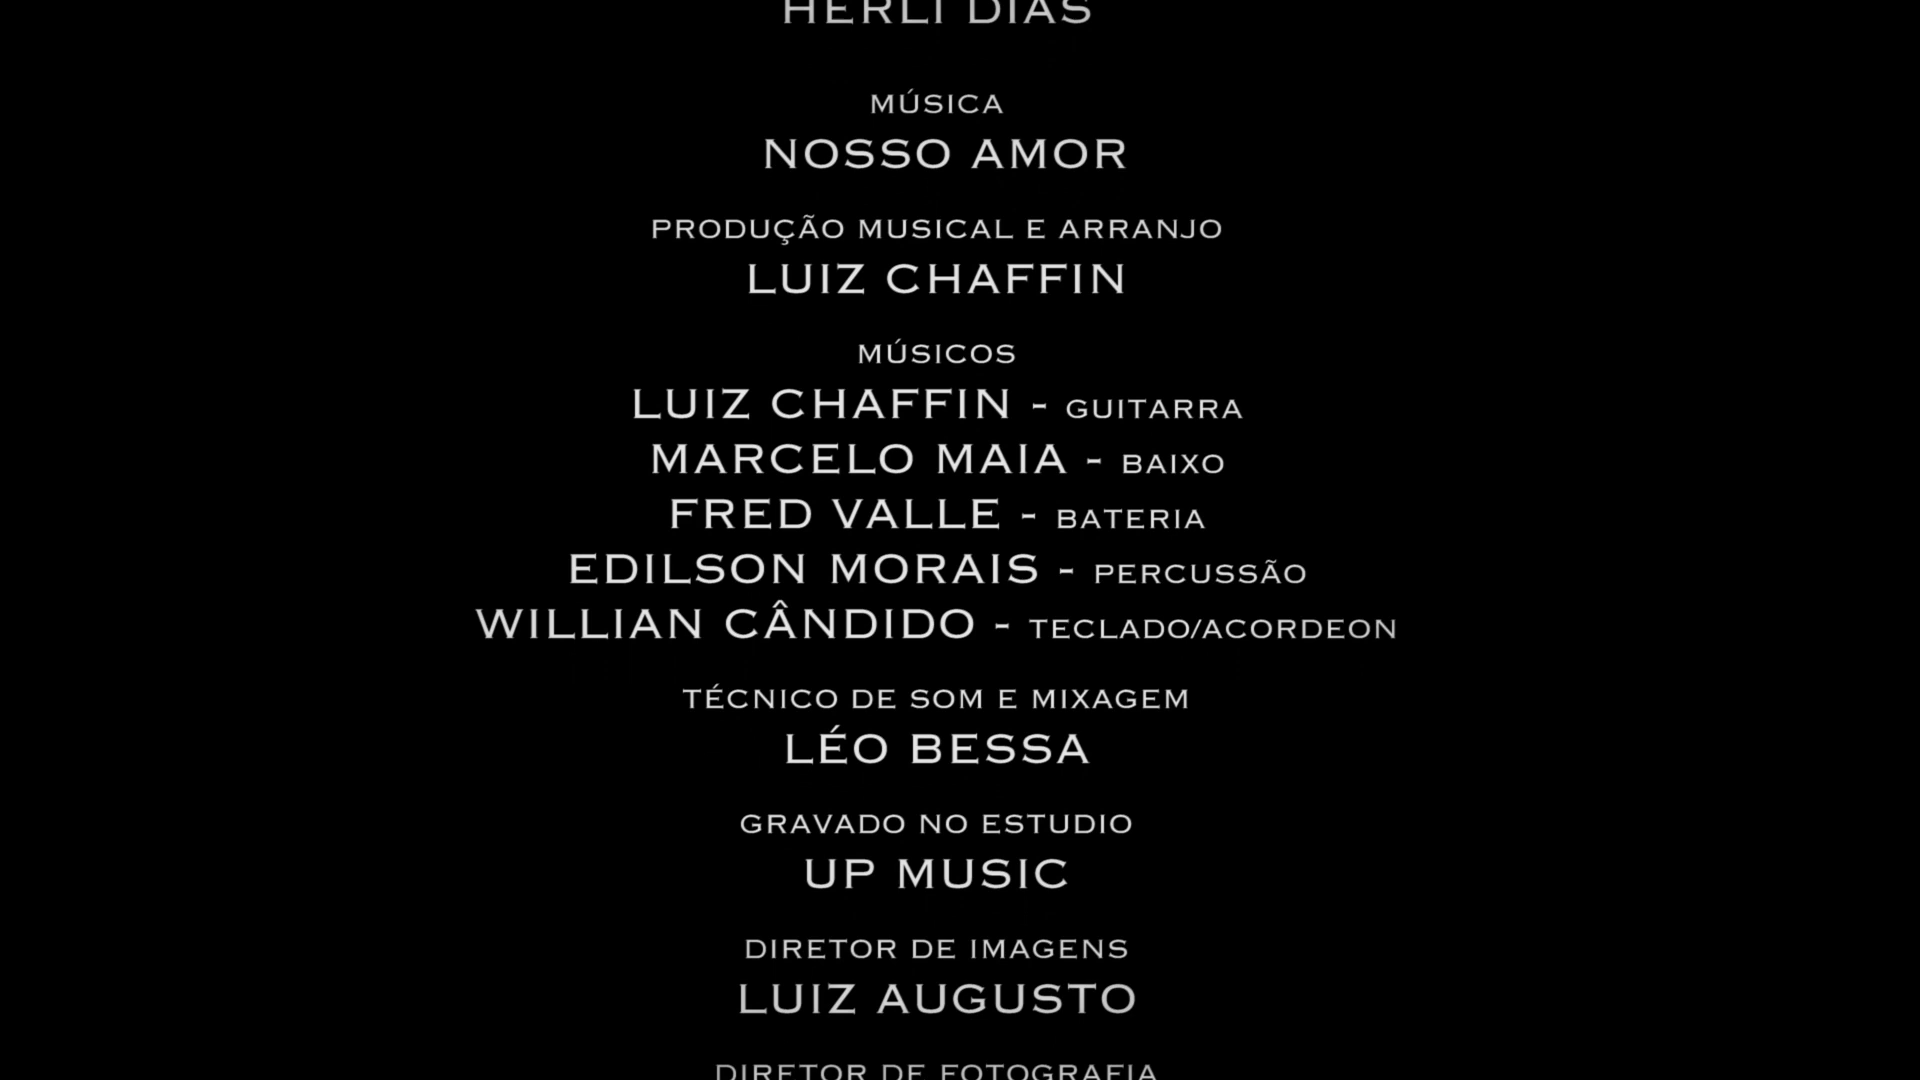 HERLI DIAS
MÚSICA
NOSSO AMOR
PRODUÇÃO MUSICAL E ARRANJO
LUIZ CHAFFIN
MÚSICOS
LUIZ CHAFFIN - GUITARRA
MARCELO MAIA - BAIXO
FRED VALLE - BATERIA
EDILSON MORAIS - PERCUSSÃO
WILLIAN CÂNDIDO - TECLADO/ACORDEON
TÉCNICO DE SOM E MIXAGEM
LÉO BESSA
GRAVADO NO ESTUDIO
UP MUSIC
DIRETOR DE IMAGENS
LUIZ AUGUSTO
DIRETOR DE FOTOGRAFIA